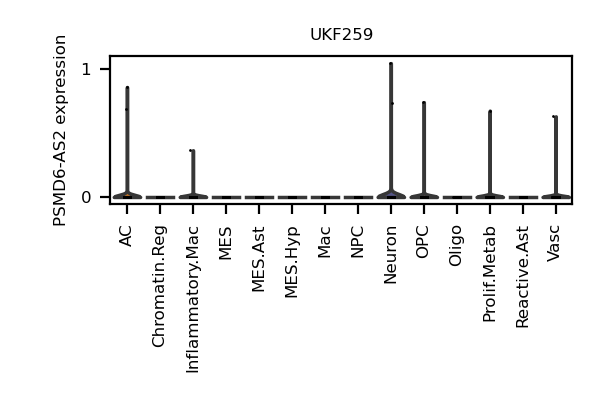 UKF259
PSMD6-AS2 expression
1
0
AC
Chromatin.Reg
Inflammatory.Mac
MES
MES.Ast
MES.Hyp
Mac
NPC
Neuron
OPC
Oligo
Prolif.Metab
Reactive.Ast
Vasc